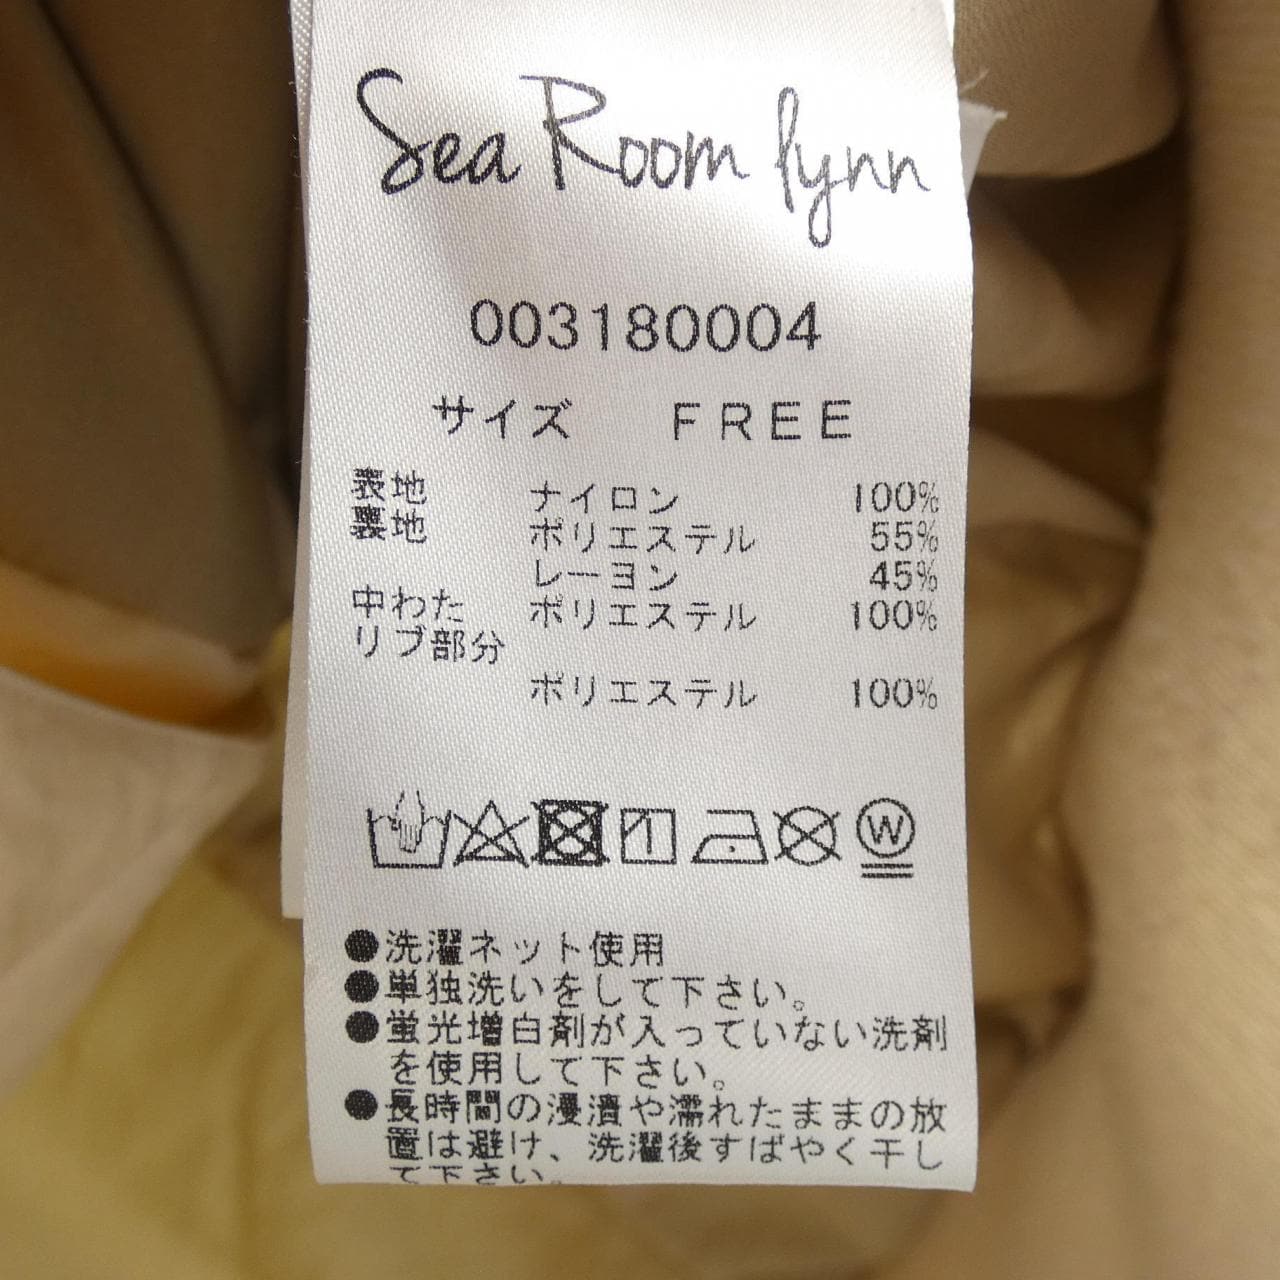 Sea Room lynn
003180004
サイズ FREE
表地 ナイロン 100%
裏地 ポリエステル 55%
レーヨン 45%
中わた ポリエステル 100%
リブ部分
ポリエステル 100%
W
●洗濯ネット使用
●単独洗いをして下さい。
●蛍光増白剤が入っていない洗剤
を使用して下さい。
●長時間の浸漬や濡れたままの放
置は避け、洗濯後すばやく干し
て下さい。